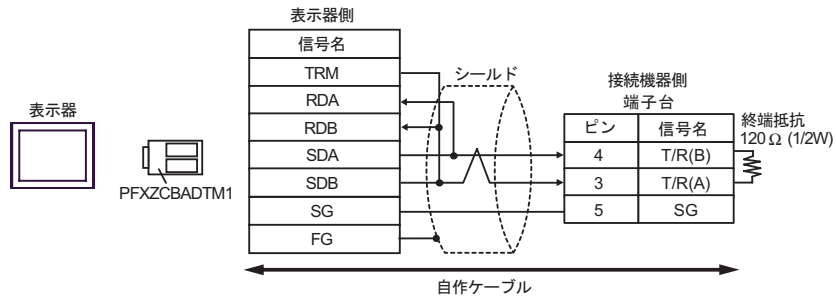 表示器側
信号名
TRM
RDA
RDB
SDA
SDB
SG
FG
シールド
接続機器側
端子台
ピン 信号名
4 T/R(B)
3 T/R(A)
5 SG
終端抵抗
120 Ω (1/2W)
表示器
PFXZCBADTM1
自作ケーブル